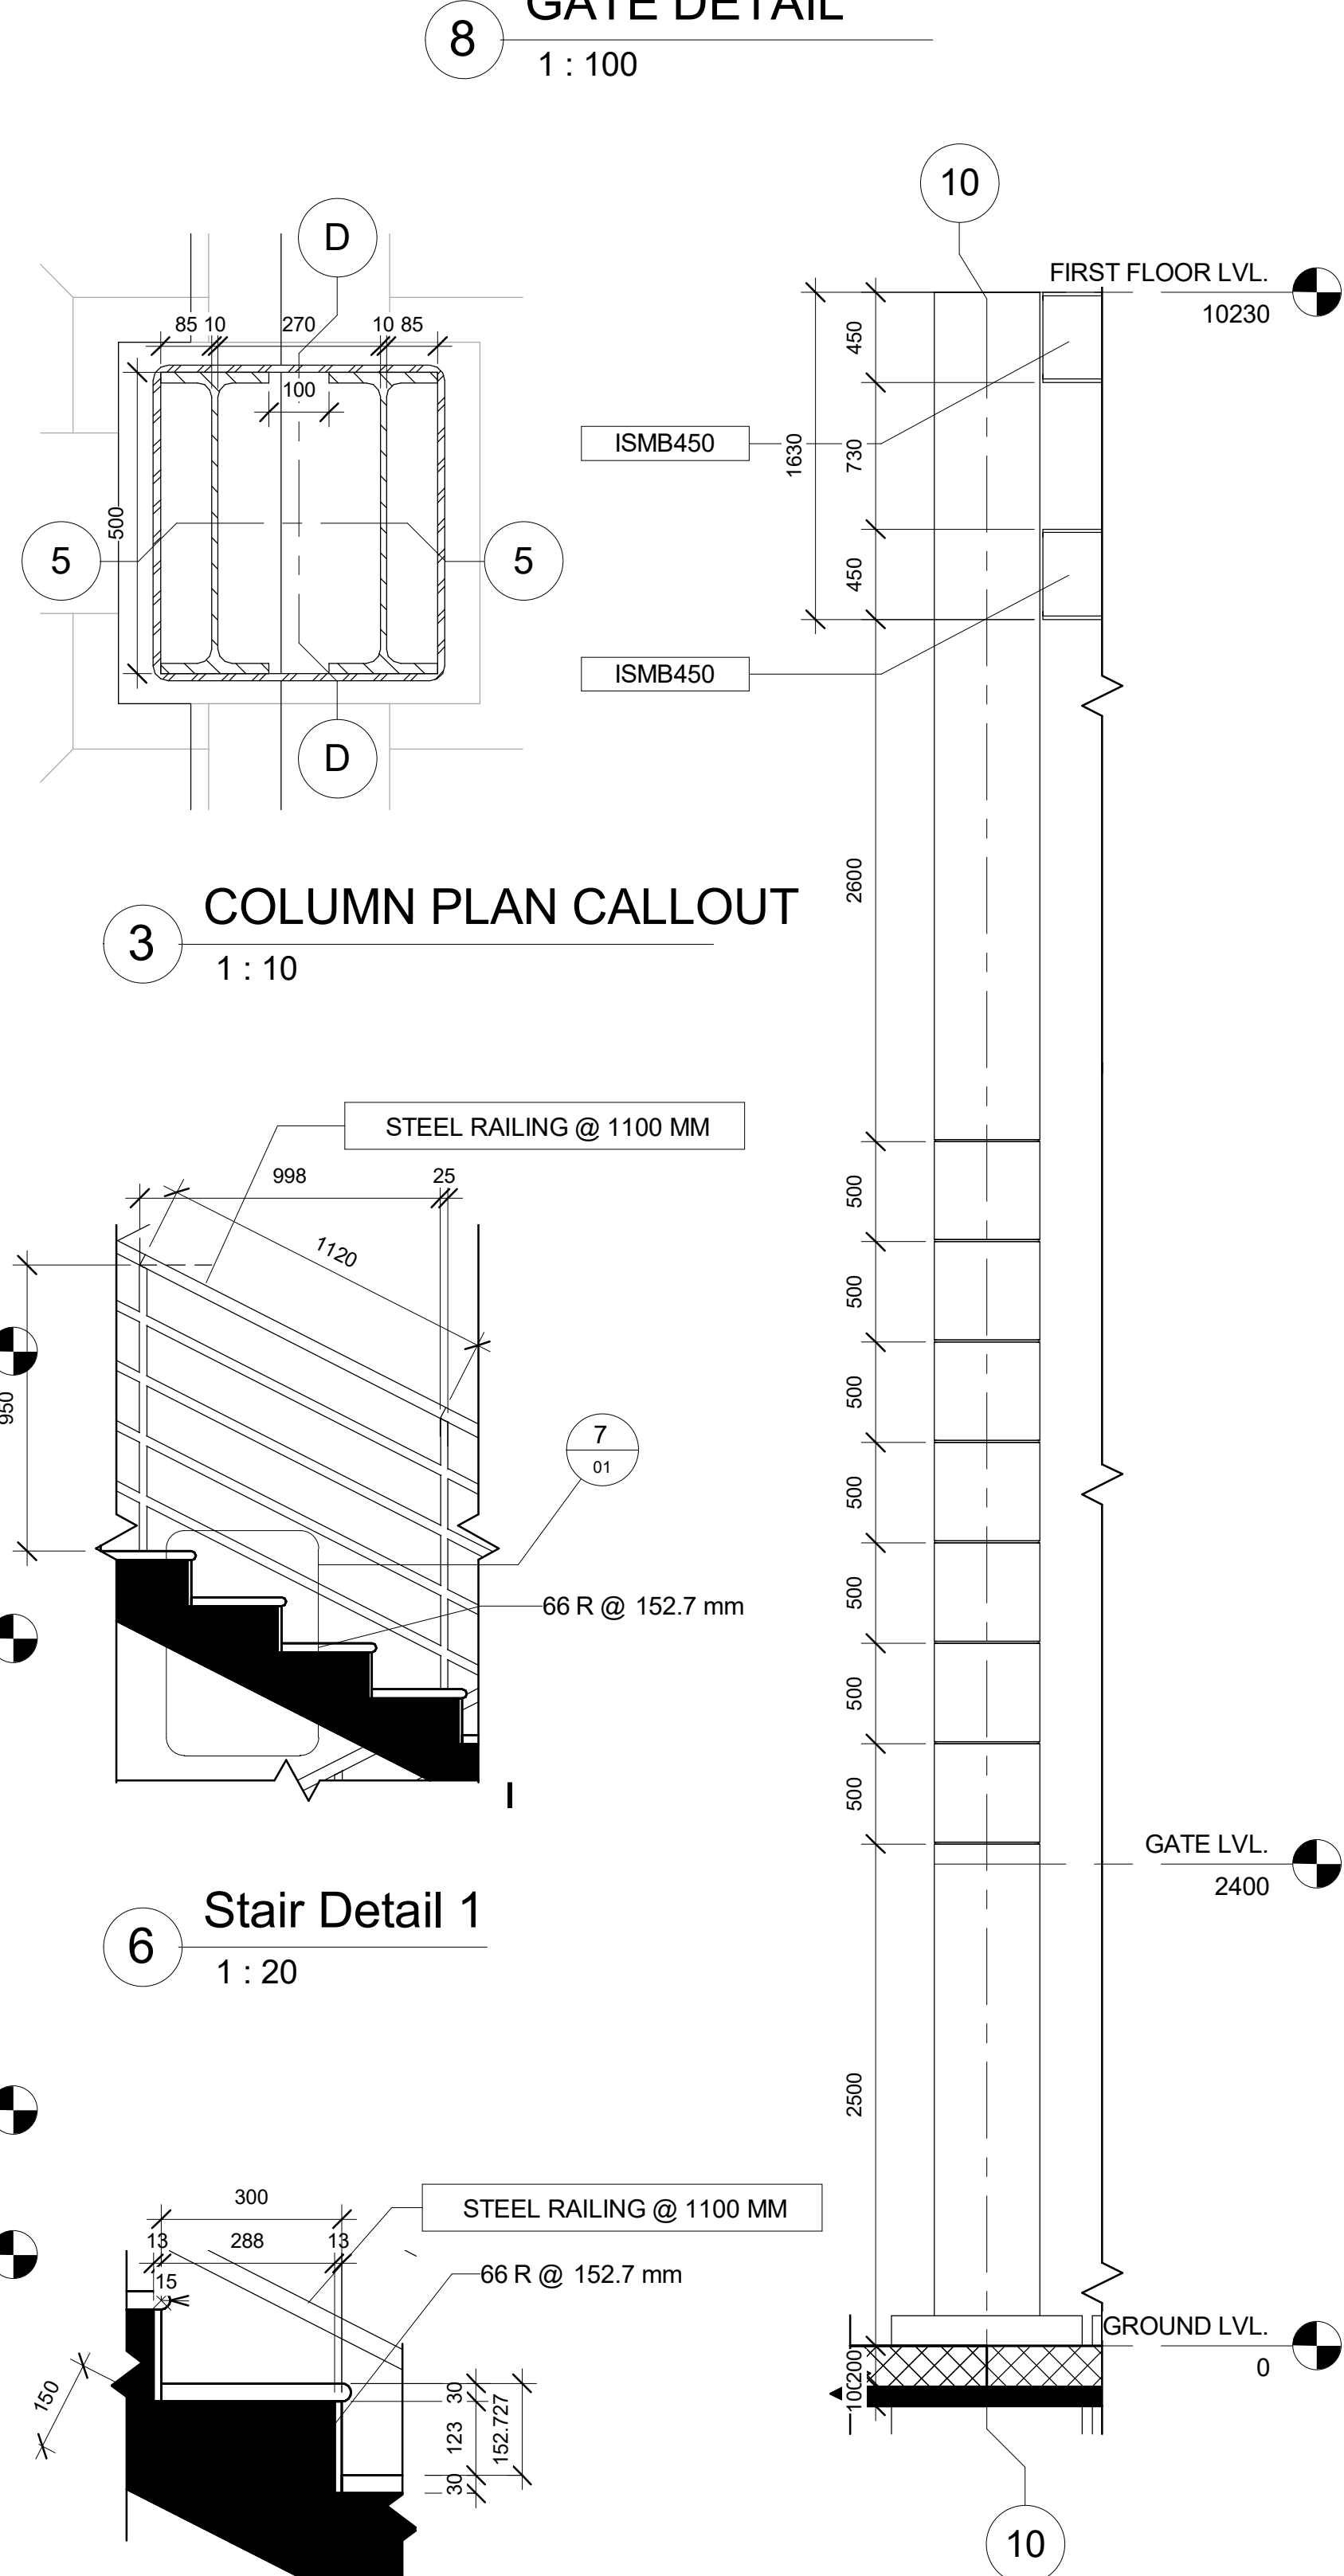 GATE DETAIL
8
1 : 100
10
D
FIRST FLOOR LVL.
10230
85 10 270 10 85
100
500
5
5
D
450
1630
730
450
ISMB450
ISMB450
2600
COLUMN PLAN CALLOUT
3
1 : 10
STEEL RAILING @ 1100 MM
998
25
1120
950
7
01
66 R @ 152.7 mm
500
500
500
500
500
500
500
GATE LVL.
2400
Stair Detail 1
6
1 : 20
2500
300
STEEL RAILING @ 1100 MM
13 288 13
15
66 R @ 152.7 mm
150
30
123
30
152.727
GROUND LVL.
0
200
100
10